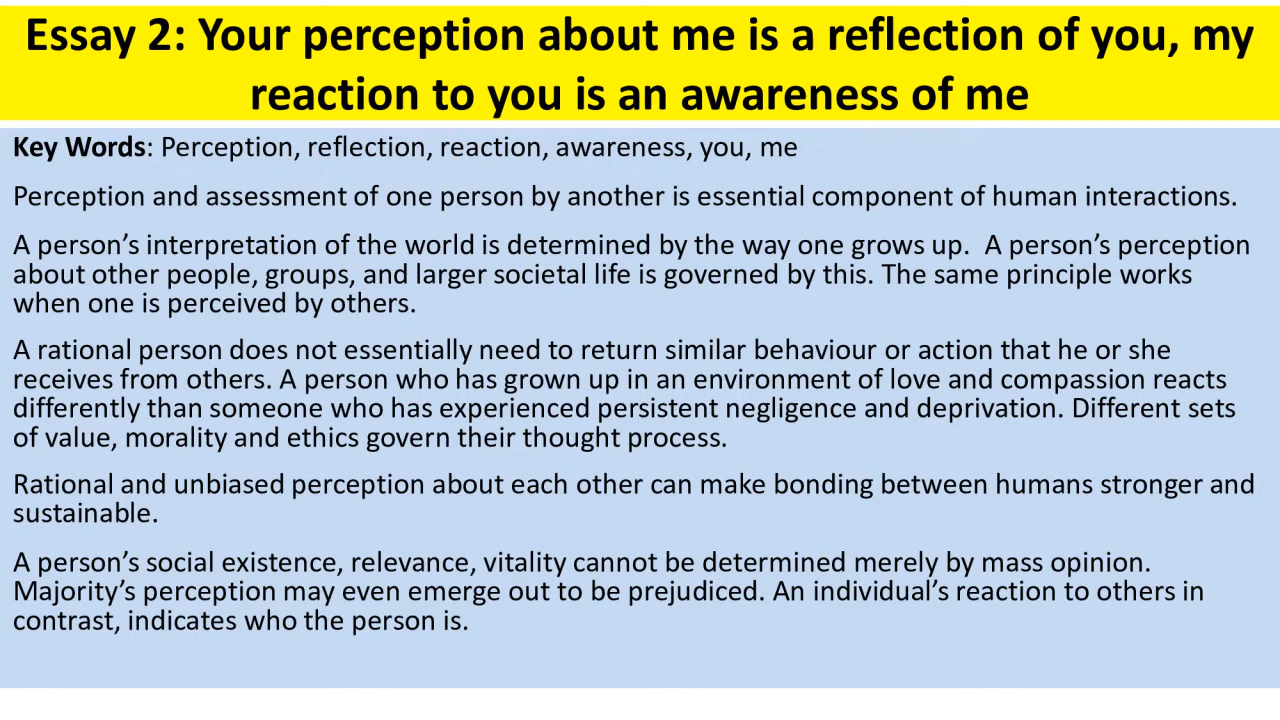 Essay 2: Your perception about me is a reflection of you, my
reaction to you is an awareness of me
Key Words: Perception, reflection, reaction, awareness, you, me
Perception and assessment of one person by another is essential component of human interactions.
A person’s interpretation of the world is determined by the way one grows up.  A person’s perception
about other people, groups, and larger societal life is governed by this. The same principle works
when one is perceived by others.
A rational person does not essentially need to return similar behaviour or action that he or she
receives from others. A person who has grown up in an environment of love and compassion reacts
differently than someone who has experienced persistent negligence and deprivation. Different sets
of value, morality and ethics govern their thought process.
Rational and unbiased perception about each other can make bonding between humans stronger and
sustainable.
A person’s social existence, relevance, vitality cannot be determined merely by mass opinion.
Majority’s perception may even emerge out to be prejudiced. An individual’s reaction to others in
contrast, indicates who the person is.